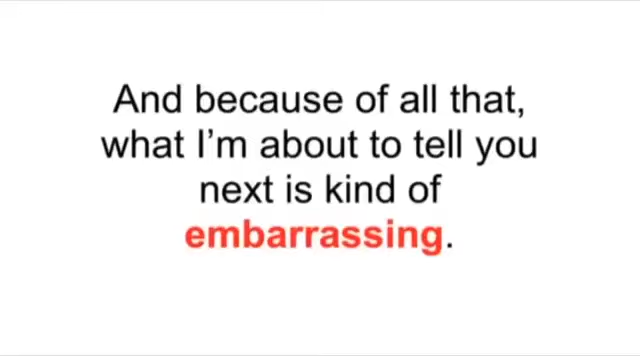 And because of all that,
what I'm about to tell you
next is kind of
embarrassing.